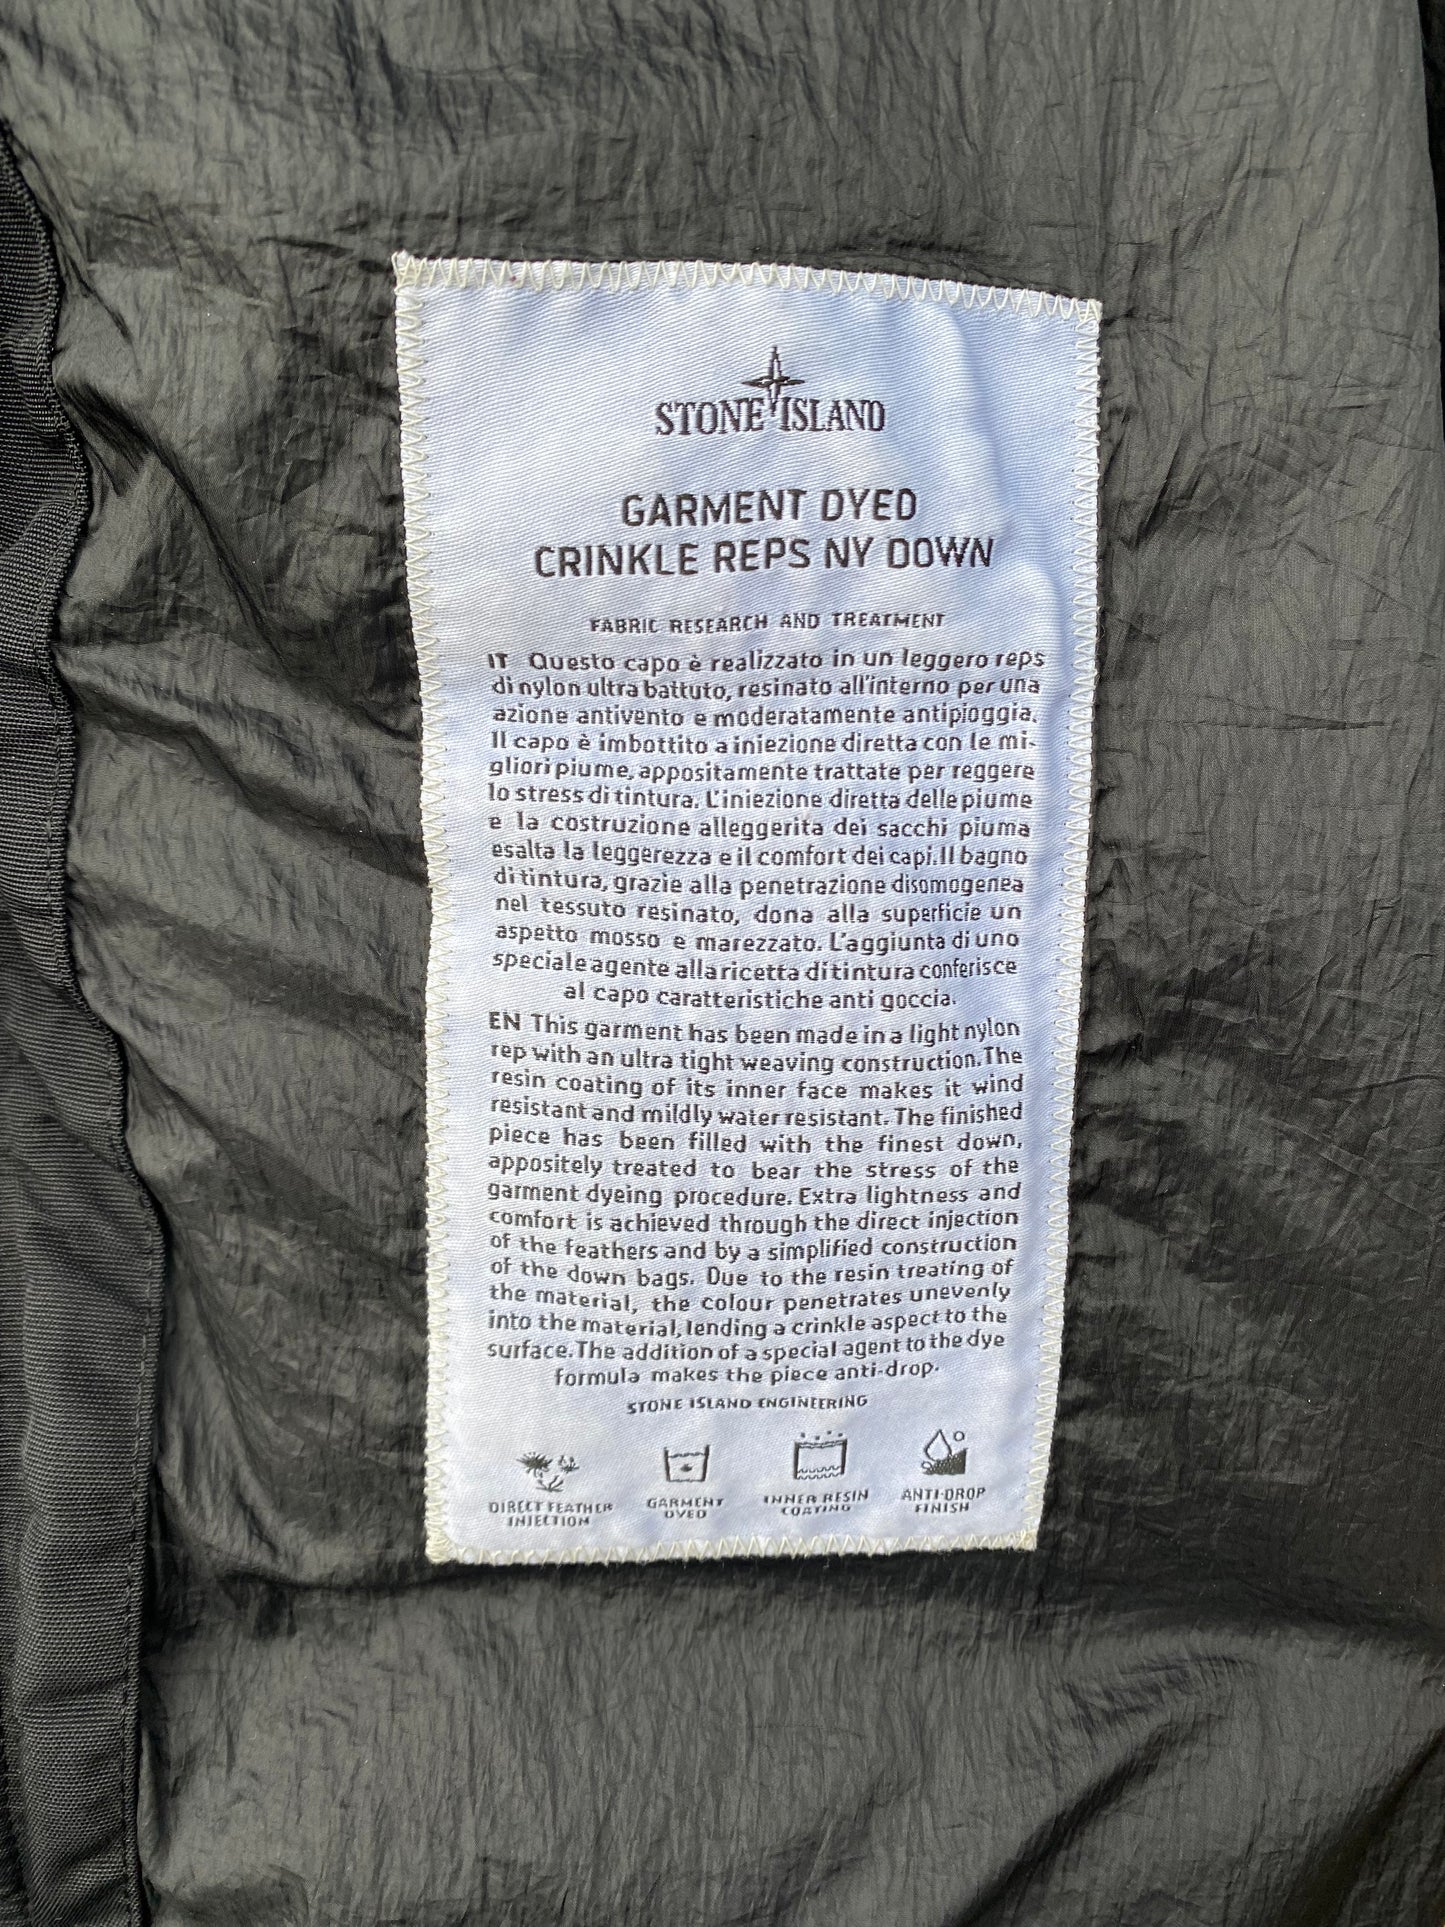 STONE ISLAND
GARMENT DYED
CRINKLE REPS NY DOWN
FABRIC RESEARCH AND TREATMENT
IT Questo capo è realizzato in un leggero reps
di nylon ultra battuto, resinato all'interno per una
azione antivento e moderatamente antipioggia.
Il capo è imbottito a iniezione diretta con le mi-
gliori piume, appositamente trattate per reggere
lo stress di tintura. L'iniezione diretta delle piume
e la costruzione alleggerita dei sacchi piuma
esalta la leggerezza e il comfort dei capi. Il bagno
di tintura, grazie alla penetrazione disomogenea
nel tessuto resinato, dona alla superficie un
aspetto mosso e marezzato. L'aggiunta di uno
speciale agente alla ricetta di tintura conferisce
al capo caratteristiche anti goccia.
EN This garment has been made in a light nylon
rep with an ultra tight weaving construction. The
resin coating of its inner face makes it wind
resistant and mildly water resistant. The finished
piece has been filled with the finest down,
appositely treated to bear the stress of the
garment dyeing procedure. Extra lightness and
comfort is achieved through the direct injection
of the feathers and by a simplified construction
of the down bags. Due to the resin treating of
the material, the colour penetrates unevenly
into the material, lending a crinkle aspect to the
surface. The addition of a special agent to the dye
formula makes the piece anti-drop.
STONE ISLAND ENGINEERING
DIRECT FEATHER
INJECTION
GARMENT
DYED
INNER RESIN
COATING
ANTI-DROP
FINISH